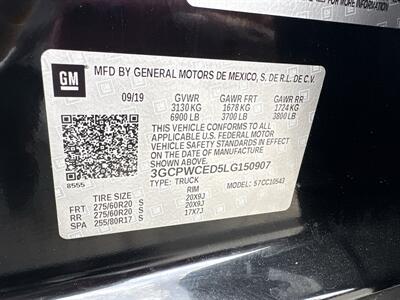 GM
MFD BY GENERAL MOTORS DE MEXICO, S. DE R.L. DE C.V.
09/19 GVWR GAWR FRT GAWR RR
3130 KG 1678 KG 1724 KG
6900 LB 3700 LB 3800 LB
THIS VEHICLE CONFORMS TO ALL
APPLICABLE U.S. FEDERAL MOTOR
VEHICLE SAFETY STANDARDS IN
EFFECT ON THE DATE OF
MANUFACTURE SHOWN ABOVE.
3GCPWCED5LG150907
8555 TYPE: TRUCK MODEL: 57CC10543
TIRE SIZE RIM
FRT 275/60R20 S 20X9J
RR 275/60R20 S 20X9J
SPA 255/80R17 S 17X7J